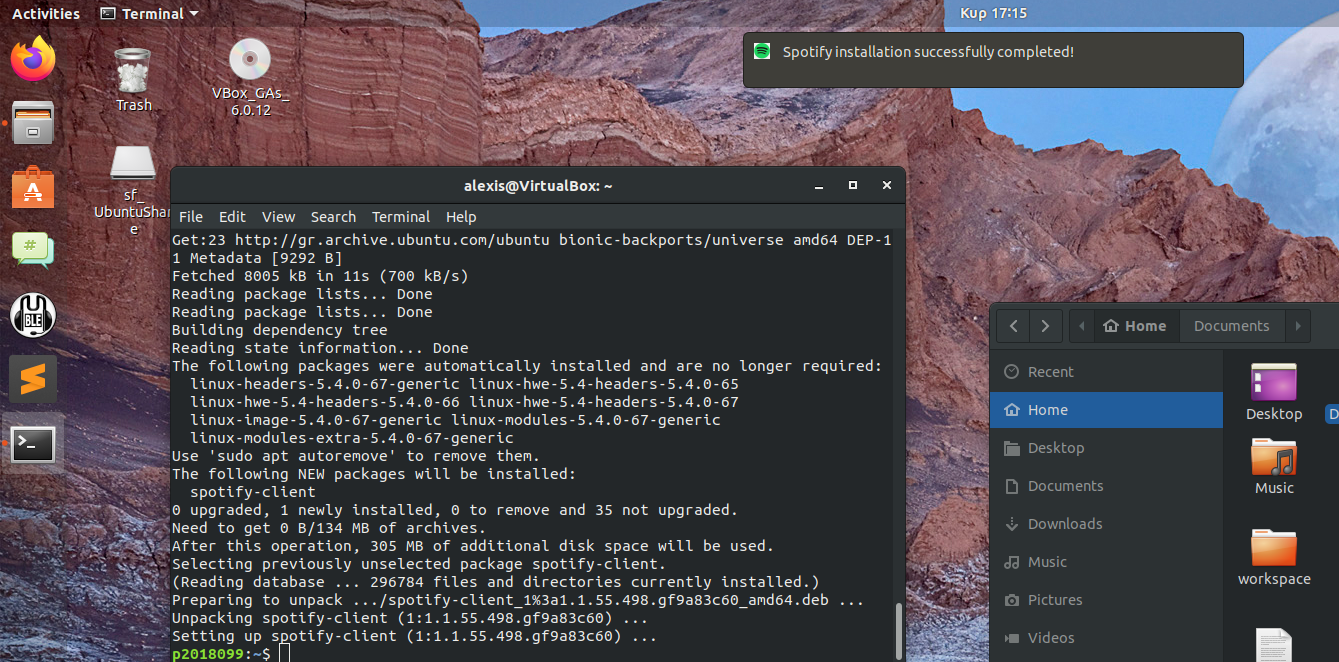 Activities
Terminal
Κυρ 17:15
Spotify installation successfully completed!
Trash
VBox_GAs_
6.0.12
sf_
UbuntuShar
e
#
BLE
alexis@VirtualBox: ~
File Edit View Search Terminal Help
Get:23 http://gr.archive.ubuntu.com/ubuntu bionic-backports/universe amd64 DEP-1
1 Metadata [9292 B]
Fetched 8005 kB in 11s (700 kB/s)
Reading package lists... Done
Reading package lists... Done
Building dependency tree
Reading state information... Done
The following packages were automatically installed and are no longer required:
linux-headers-5.4.0-67-generic linux-hwe-5.4-headers-5.4.0-65
linux-hwe-5.4-headers-5.4.0-66 linux-hwe-5.4-headers-5.4.0-67
linux-image-5.4.0-67-generic linux-modules-5.4.0-67-generic
linux-modules-extra-5.4.0-67-generic
Use 'sudo apt autoremove' to remove them.
The following NEW packages will be installed:
spotify-client
0 upgraded, 1 newly installed, 0 to remove and 35 not upgraded.
Need to get 0 B/134 MB of archives.
After this operation, 305 MB of additional disk space will be used.
Selecting previously unselected package spotify-client.
(Reading database ... 296784 files and directories currently installed.)
Preparing to unpack .../spotify-client_1%3a1.1.55.498.gf9a83c60_amd64.deb ...
Unpacking spotify-client (1:1.1.55.498.gf9a83c60) ...
Setting up spotify-client (1:1.1.55.498.gf9a83c60) ...
p2018099:~$
Home Documents
Recent
Home
Desktop
Documents
Downloads
Music
Pictures
Videos
Desktop
D
Music
workspace